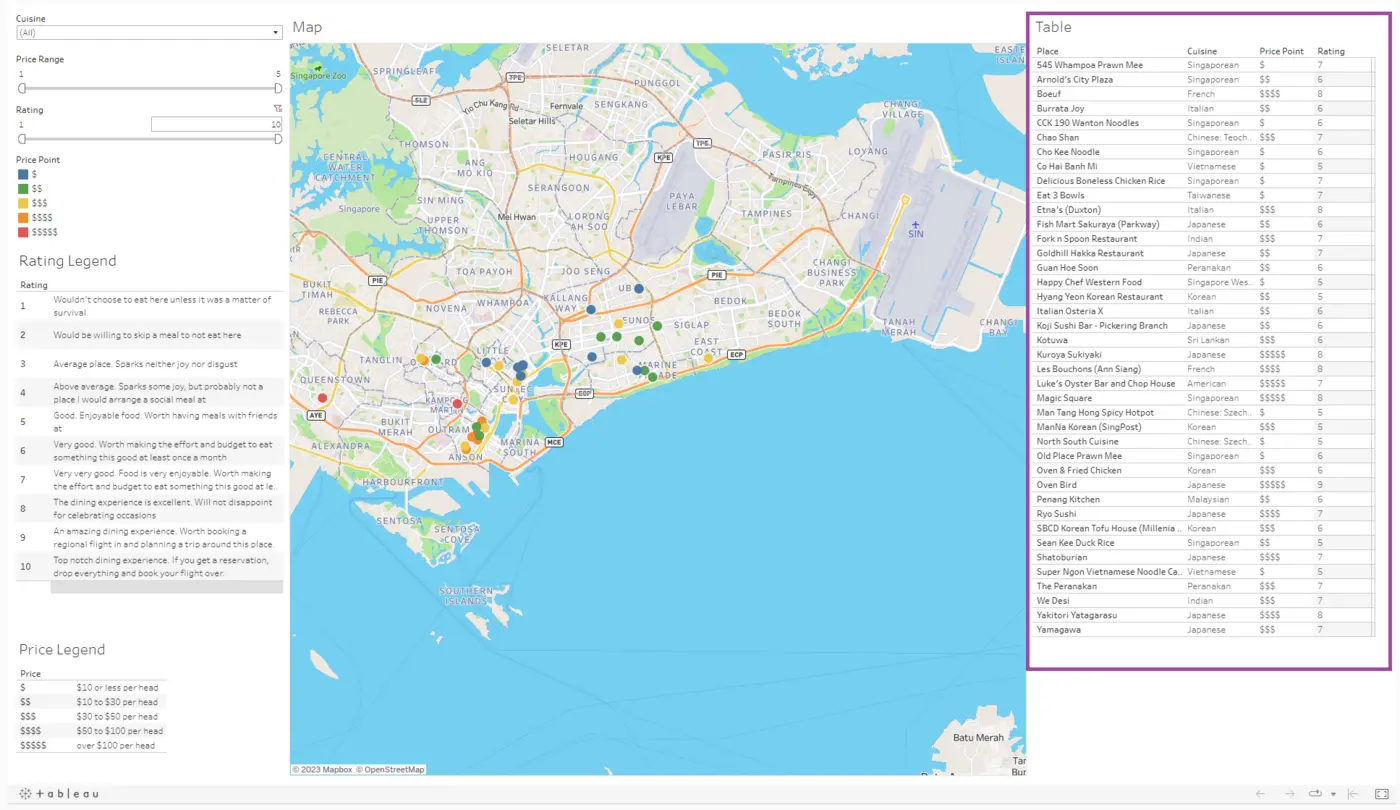 Cuisine
(All)
Price Range
1 5
Rating
1 10
Price Point
$
$$
$$$
$$$$
$$$$$
Rating Legend
Rating
1 Wouldn't choose to eat here unless it was a matter of
survival
2 Would be willing to skip a meal to not eat here
3 Average place. Sparks neither joy nor disgust
4 Above average. Sparks some joy, but probably not a
place I would arrange a social meal at
5 Good. Enjoyable food. Worth having meals with friends
at
6 Very good. Worth making the effort and budget to eat
something this good at least once a month
7 Very very good. Food is very enjoyable. Worth making
the effort and budget to eat something this good at le..
8 The dining experience is excellent. Will not disappoint
for celebrating occasions
9 An amazing dining experience. Worth booking a
regional flight in and planning a trip around this place.
10 Top notch dining experience. If you get a reservation,
drop everything and book your flight over.
Price Legend
Price
$ $10 or less per head
$$ $10 to $30 per head
$$$ $30 to $50 per head
$$$$ $50 to $100 per head
$$$$$ over $100 per head
Map
SELETAR
EASTE
ISLAN
Singapore Zoo
SPRINGLEAF
TPE
PUNGGOL
SLE
Yio Chu Kang Rd
Fernvale
SENGKANG
Seletar Hills
CHANGI
VILLAGE
THOMSON
TPE
LOYANG
CENTRAL
WATER
CATCHMENT
ANG
MO KIO
HOUGANG
KPE
PASIR RIS
Tampines Expy
SERANGOON
PAYA
LEBAR
Singapore
SIN MING
UPPER
THOMSON
Mei Hwan
LORONG
AH SOO
TAMPINES
CHANGI
SIN
TOA PAYOH
JOO SENG
PIE
PIE
CHANGI
BUSINESS
PARK
BUKIT
TIMAH
UB
REBECCA
PARK
NOVENA
WHAMPOA
KALLANG
WAY
BEDOK
EUNOS
SIGLAP
BEDOK
SOUTH
TANAH
MERAH
CHANGI
BAY
KPE
TANGLIN
LITTLE
EAST
COAST
ECP
MARINE
QUEENSTOWN
SUN
CITY
ECP
AYE
BUKIT
MERAH
OUTRAM
MARINA
SOUTH
MCE
ALEXANDRA
ANSON
HARBOURFRONT
SENTOSA
SENTOSA
COVE
SOUTHERN
ISLANDS
Batu Merah
© 2023 Mapbox © OpenStreetMap
Table
Place Cuisine Price Point Rating
545 Whampoa Prawn Mee Singaporean $ 7
Arnold's City Plaza Singaporean $$ 6
Boeuf French $$$$ 8
Burrata Joy Italian $$ 6
CCK 190 Wanton Noodles Singaporean $ 6
Chao Shan Chinese: Teoch.. $$$ 7
Cho Kee Noodle Singaporean $ 6
Co Hai Banh Mi Vietnamese $ 5
Delicious Boneless Chicken Rice Singaporean $ 7
Eat 3 Bowls Taiwanese $ 7
Etna's (Duxton) Italian $$$ 8
Fish Mart Sakuraya (Parkway) Japanese $$ 6
Fork n Spoon Restaurant Indian $$$ 7
Goldhill Hakka Restaurant Japanese $$ 7
Guan Hoe Soon Peranakan $$ 6
Happy Chef Western Food Singapore Wes.. $ 6
Hyang Yeon Korean Restaurant Korean $$ 5
Italian Osteria X Italian $$ 6
Koji Sushi Bar - Pickering Branch Japanese $$ 6
Kotuwa Sri Lankan $$$ 6
Kuroya Sukiyaki Japanese $$$$$ 8
Les Bouchons (Ann Siang) French $$$$ 8
Luke's Oyster Bar and Chop House American $$$$$ 7
Magic Square Singaporean $$$$$ 8
Man Tang Hong Spicy Hotpot Chinese: Szech.. $ 5
ManNa Korean (SingPost) Korean $$$ 5
North South Cuisine Chinese: Szech.. $ 5
Old Place Prawn Mee Singaporean $ 6
Oven & Fried Chicken Korean $$$ 6
Oven Bird Japanese $$$$$ 9
Penang Kitchen Malaysian $$ 6
Ryo Sushi Japanese $$$$ 7
SBCD Korean Tofu House (Millenia .. Korean $$$ 6
Sean Kee Duck Rice Singaporean $$ 5
Shatoburian Japanese $$$$ 7
Super Ngon Vietnamese Noodle Ca.. Vietnamese $ 5
The Peranakan Peranakan $$$ 7
We Desi Indian $$$ 7
Yakitori Yatagarasu Japanese $$$$ 8
Yamagawa Japanese $$$ 7
+ableau